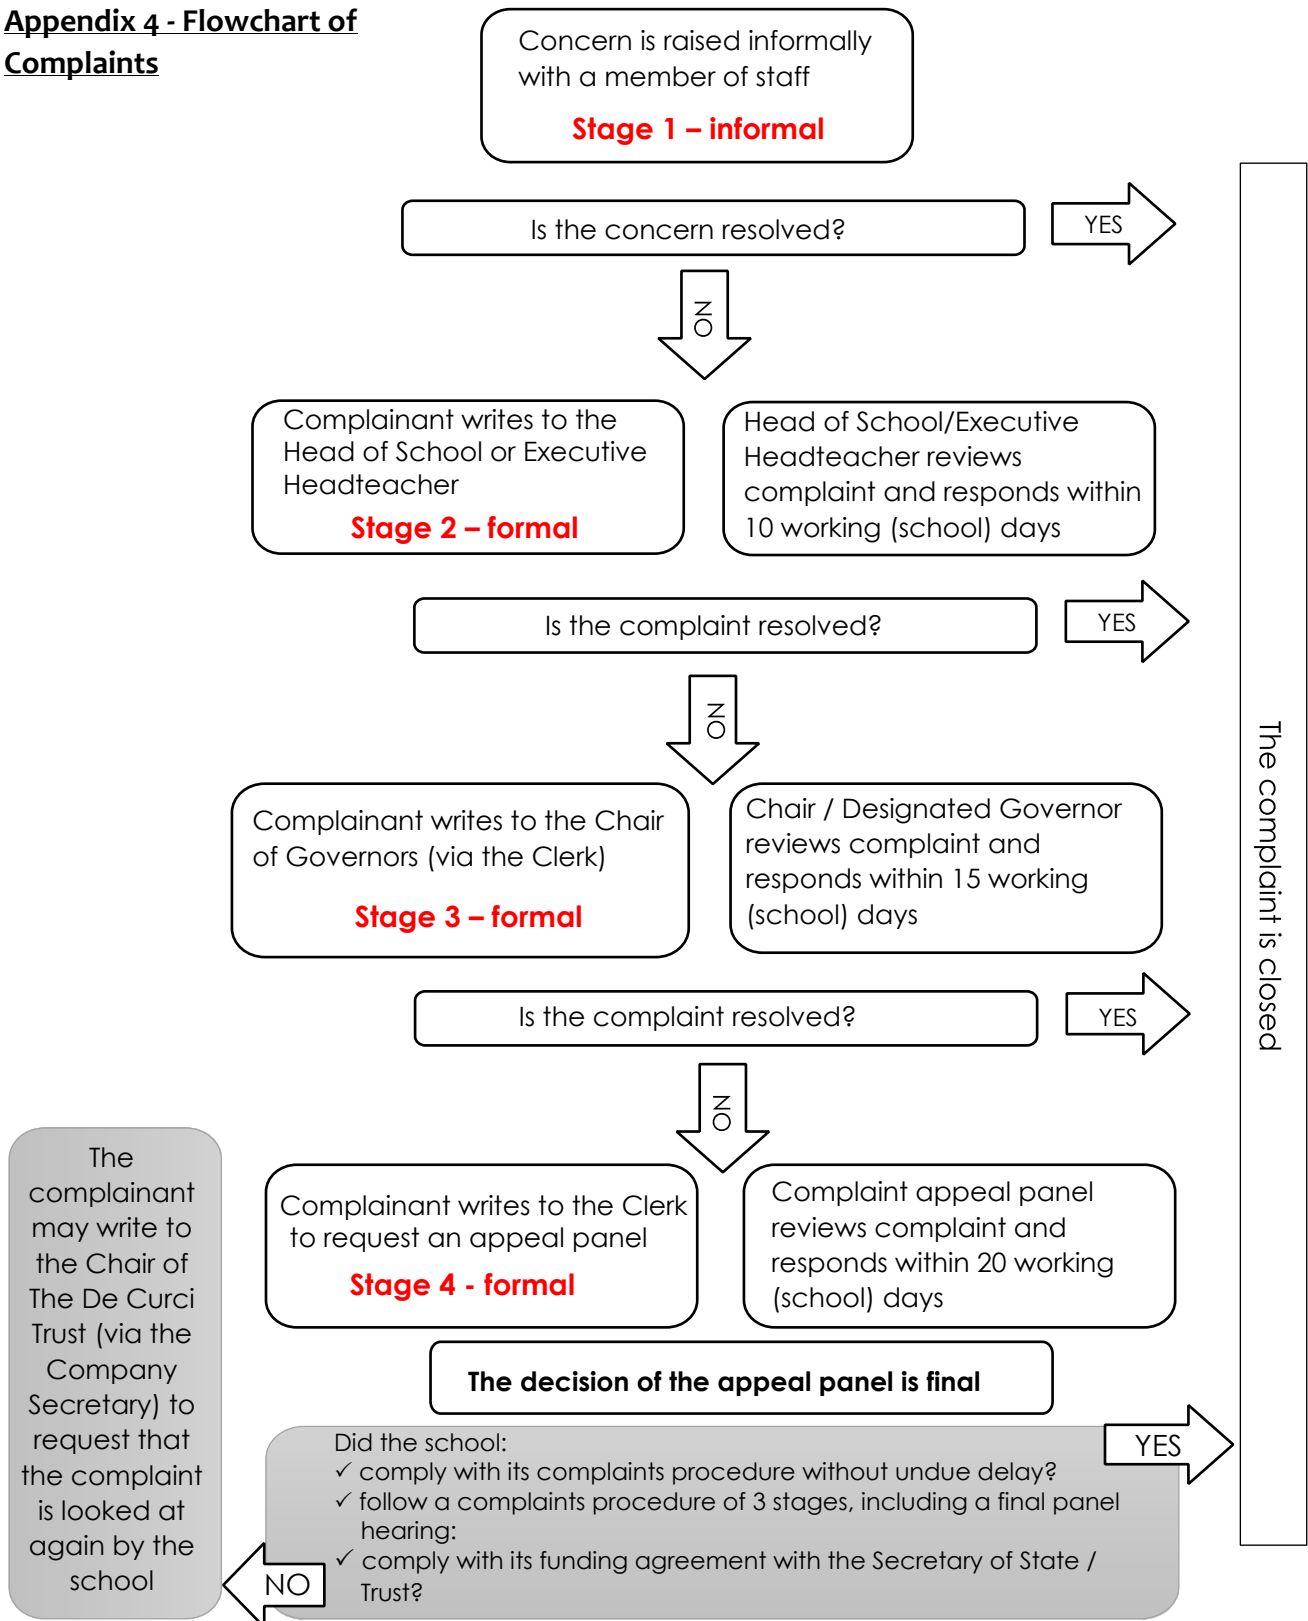 Appendix 4 - Flowchart of
Complaints
Concern is raised informally
with a member of staff
Stage 1 – informal
Is the concern resolved?
YES
NO
Complainant writes to the
Head of School or Executive
Headteacher
Stage 2 – formal
Head of School/Executive
Headteacher reviews
complaint and responds within
10 working (school) days
Is the complaint resolved?
YES
NO
Complainant writes to the Chair
of Governors (via the Clerk)
Stage 3 – formal
Chair / Designated Governor
reviews complaint and
responds within 15 working
(school) days
Is the complaint resolved?
YES
NO
Complainant writes to the Clerk
to request an appeal panel
Stage 4 - formal
Complaint appeal panel
reviews complaint and
responds within 20 working
(school) days
The decision of the appeal panel is final
Did the school:
✓ comply with its complaints procedure without undue delay?
✓ follow a complaints procedure of 3 stages, including a final panel
hearing:
✓ comply with its funding agreement with the Secretary of State /
Trust?
YES
NO
The
complainant
may write to
the Chair of
The De Curci
Trust (via the
Company
Secretary) to
request that
the complaint
is looked at
again by the
school
The complaint is closed